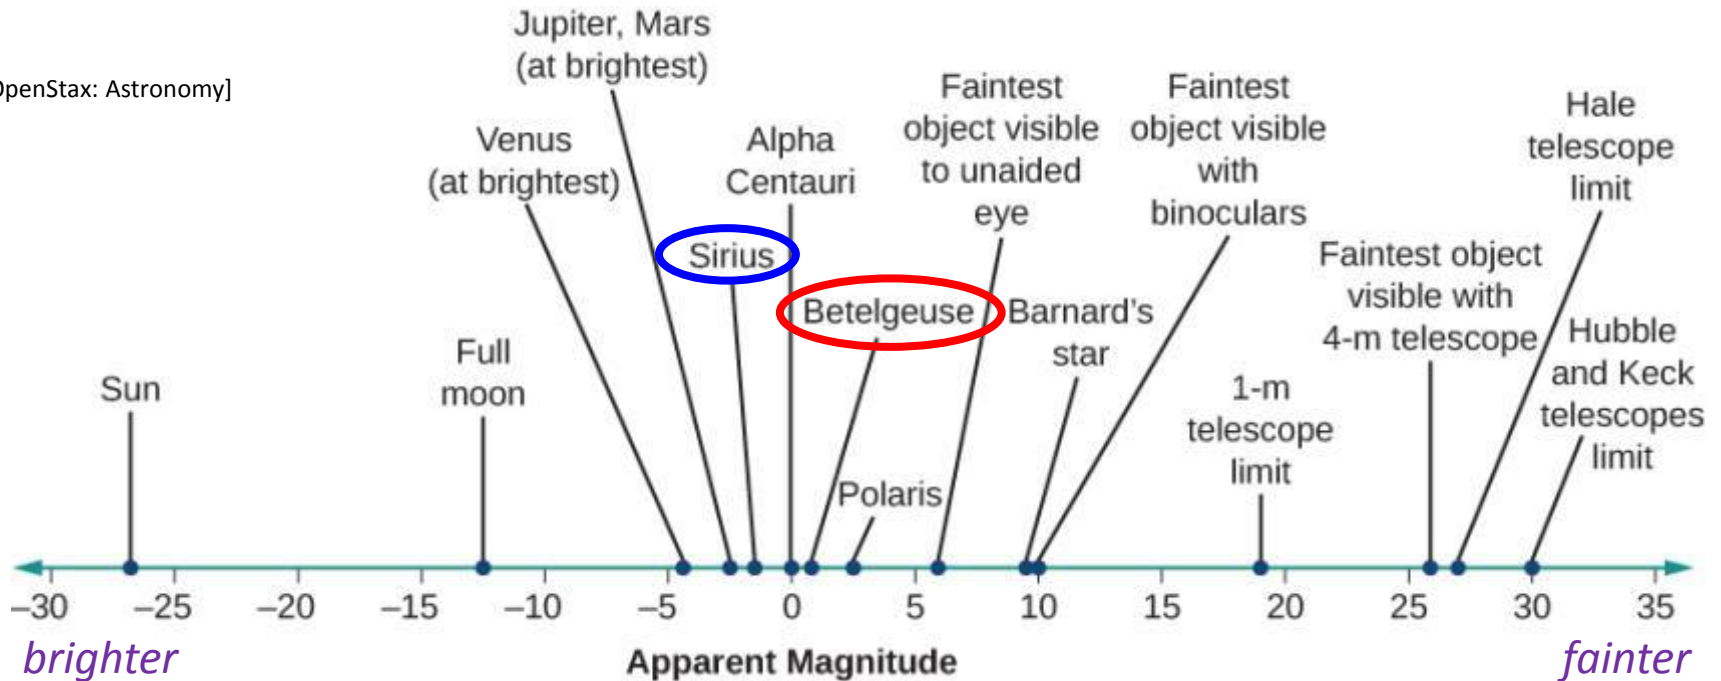 Jupiter, Mars
(at brightest)
OpenStax: Astronomy]
Venus
(at brightest)
Alpha
Centauri
Faintest
object visible
to unaided
eye
Faintest
object visible
with
binoculars
Hale
telescope
limit
Sirius
Betelgeuse
Barnard's
star
Faintest object
visible with
4-m telescope
Hubble
and Keck
telescopes
limit
Sun
Full
moon
1-m
telescope
limit
Polaris
–30 –25 –20 –15 –10 –5 0 5 10 15 20 25 30 35
brighter
Apparent Magnitude
fainter